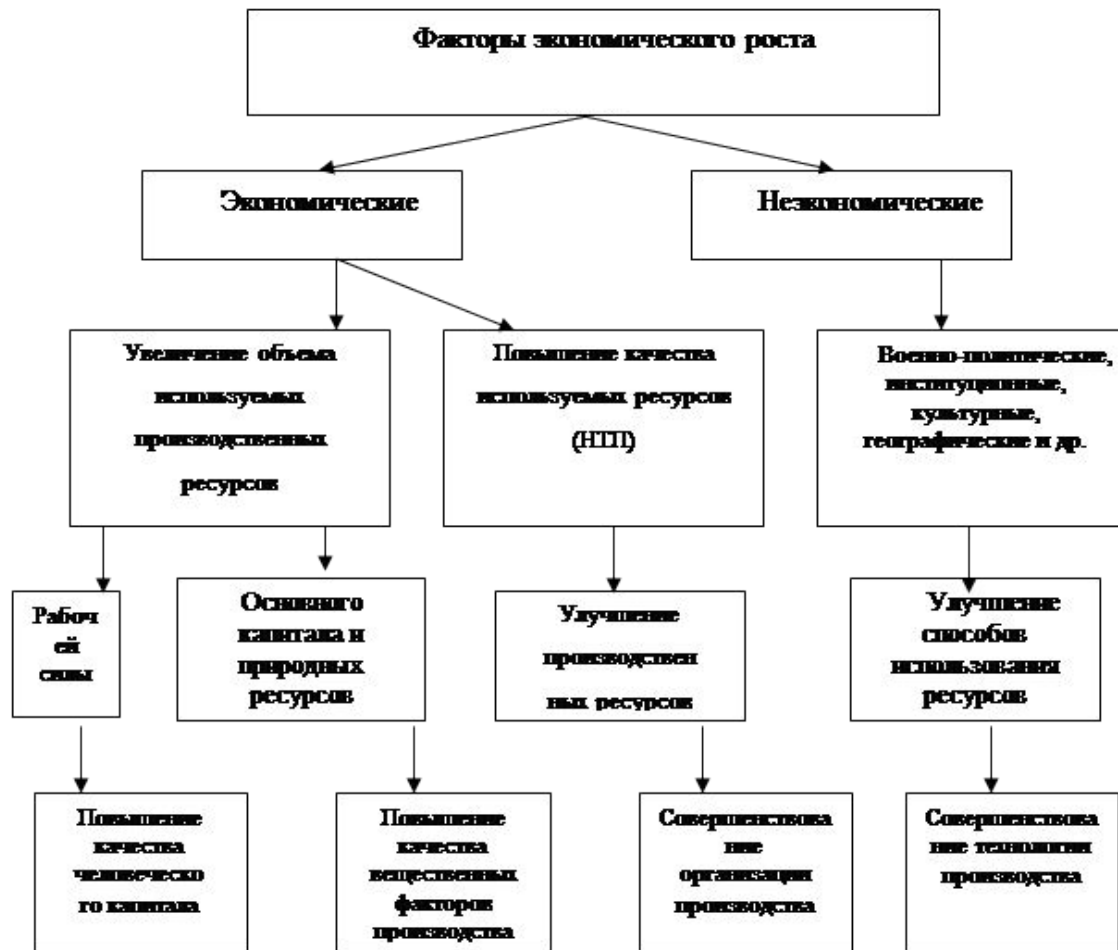 Факторы экономического роста
Экономические
Неэкономические
Увеличение объема
используемых
производственных
ресурсов
Повышение качества
используемых ресурсов
(НТП)
Военно-политические,
институционные,
культурные,
географические и др.
Рабоч
ей
силы
Основного
капитала и
природных
ресурсов
Улучшение
производствен
ных ресурсов
Улучшение
способов
использования
ресурсов
Повышение
качества
человеческо
го капитала
Повышение
качества
вещественных
факторов
производства
Совершенствова
ние
организации
производства
Совершенствова
ние технологии
производства